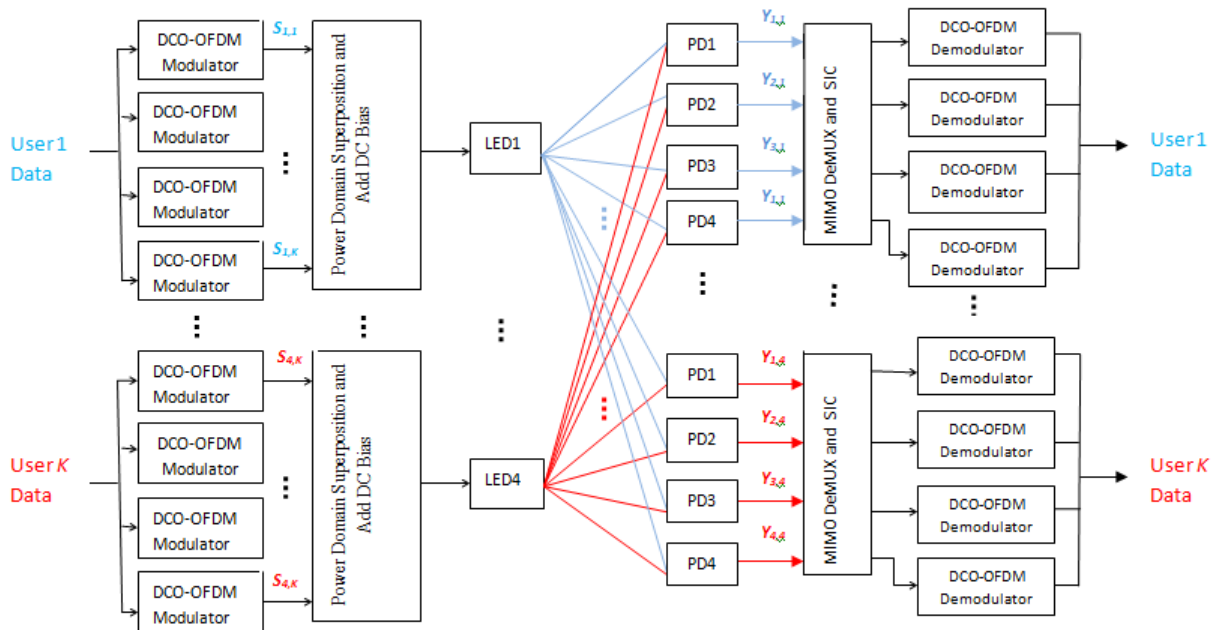 User 1
Data
DCO-OFDM
Modulator
DCO-OFDM
Modulator
DCO-OFDM
Modulator
DCO-OFDM
Modulator
S1,1
S1,K
Power Domain Superposition and
Add DC Bias
LED1
PD1
PD2
PD3
PD4
Y1,1
Y2,1
Y3,1
Y1,1
MIMO DeMUX and SIC
DCO-OFDM
Demodulator
DCO-OFDM
Demodulator
DCO-OFDM
Demodulator
DCO-OFDM
Demodulator
User 1
Data
User K
Data
DCO-OFDM
Modulator
DCO-OFDM
Modulator
DCO-OFDM
Modulator
DCO-OFDM
Modulator
S4,K
S4,K
Power Domain Superposition and
Add DC Bias
LED4
PD1
PD2
PD3
PD4
Y1,4
Y2,4
Y3,4
Y4,4
MIMO DeMUX and SIC
DCO-OFDM
Demodulator
DCO-OFDM
Demodulator
DCO-OFDM
Demodulator
DCO-OFDM
Demodulator
User K
Data